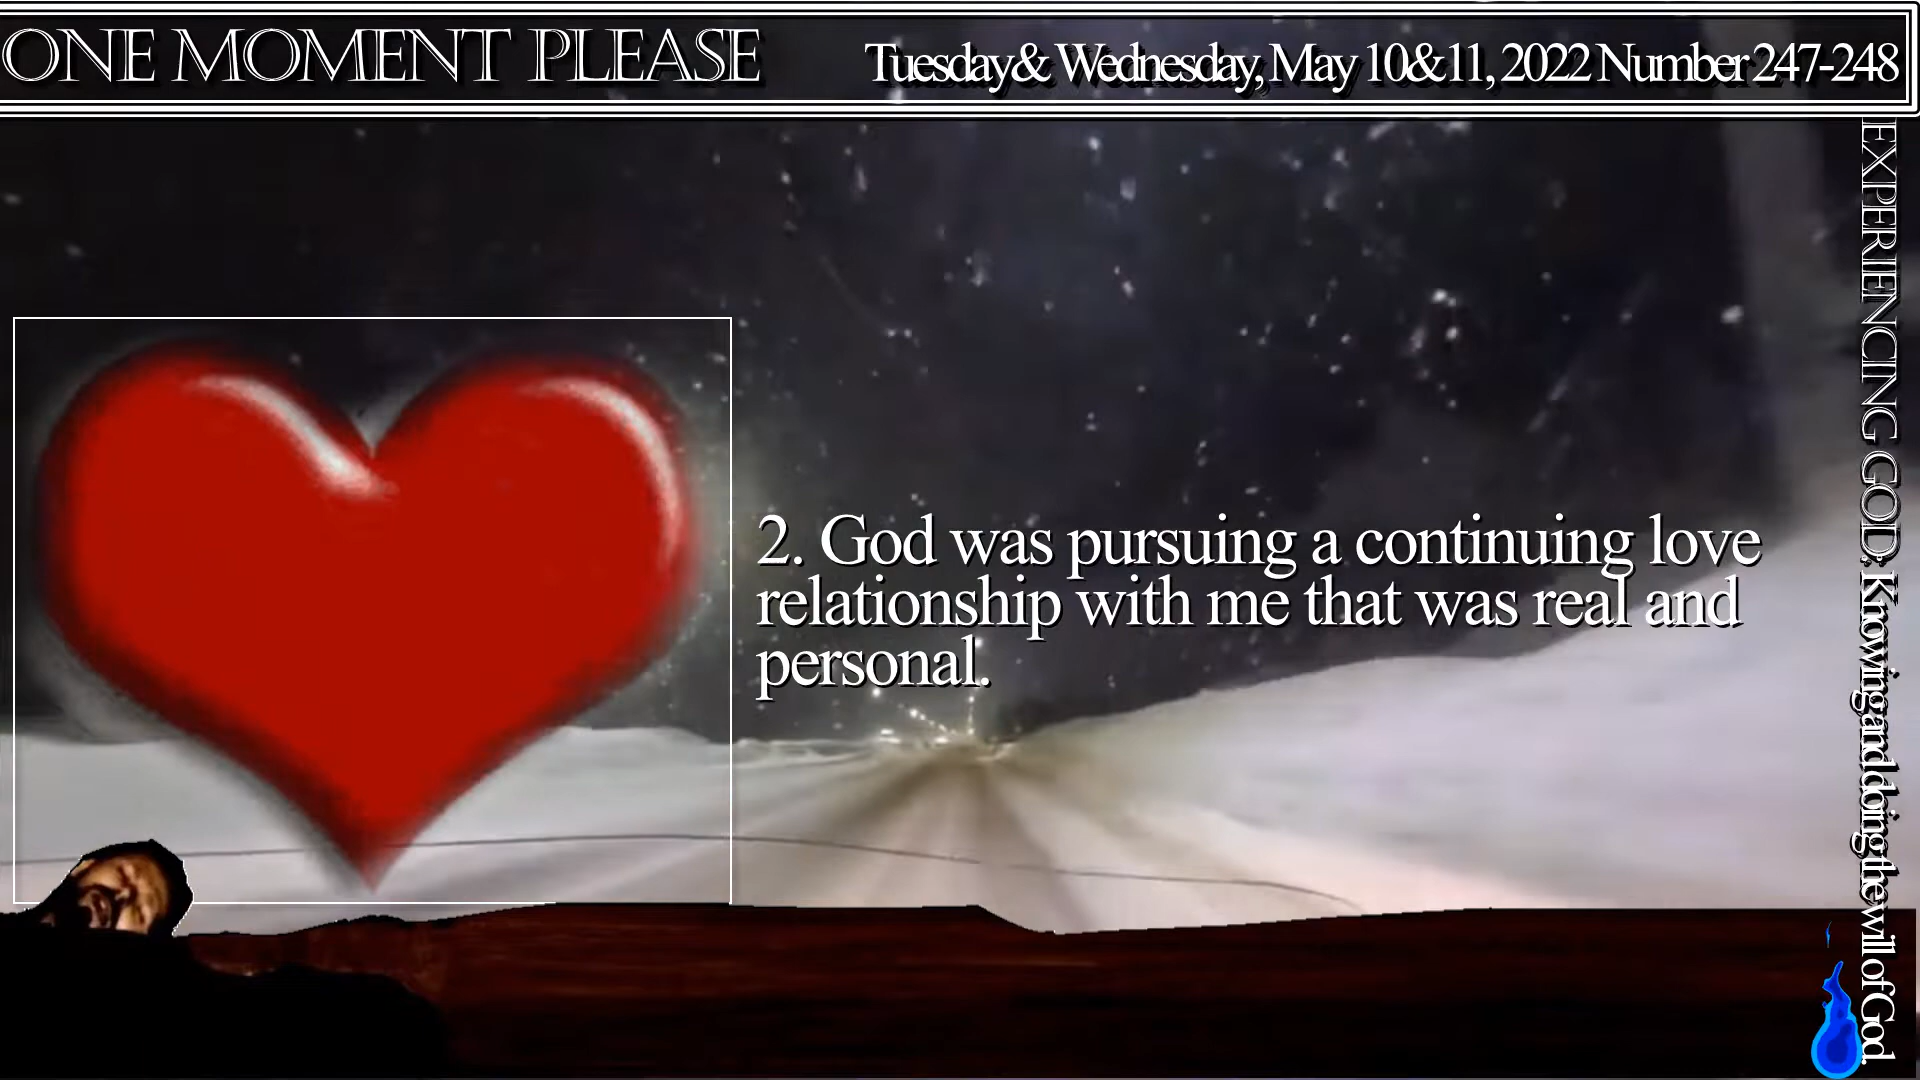 ONE MOMENT PLEASE
Tuesday & Wednesday, May 10 & 11, 2022 Number 247-248
2. God was pursuing a continuing love
relationship with me that was real and
personal.
EXPERIENCING GOD: Knowing and doing the will of God.